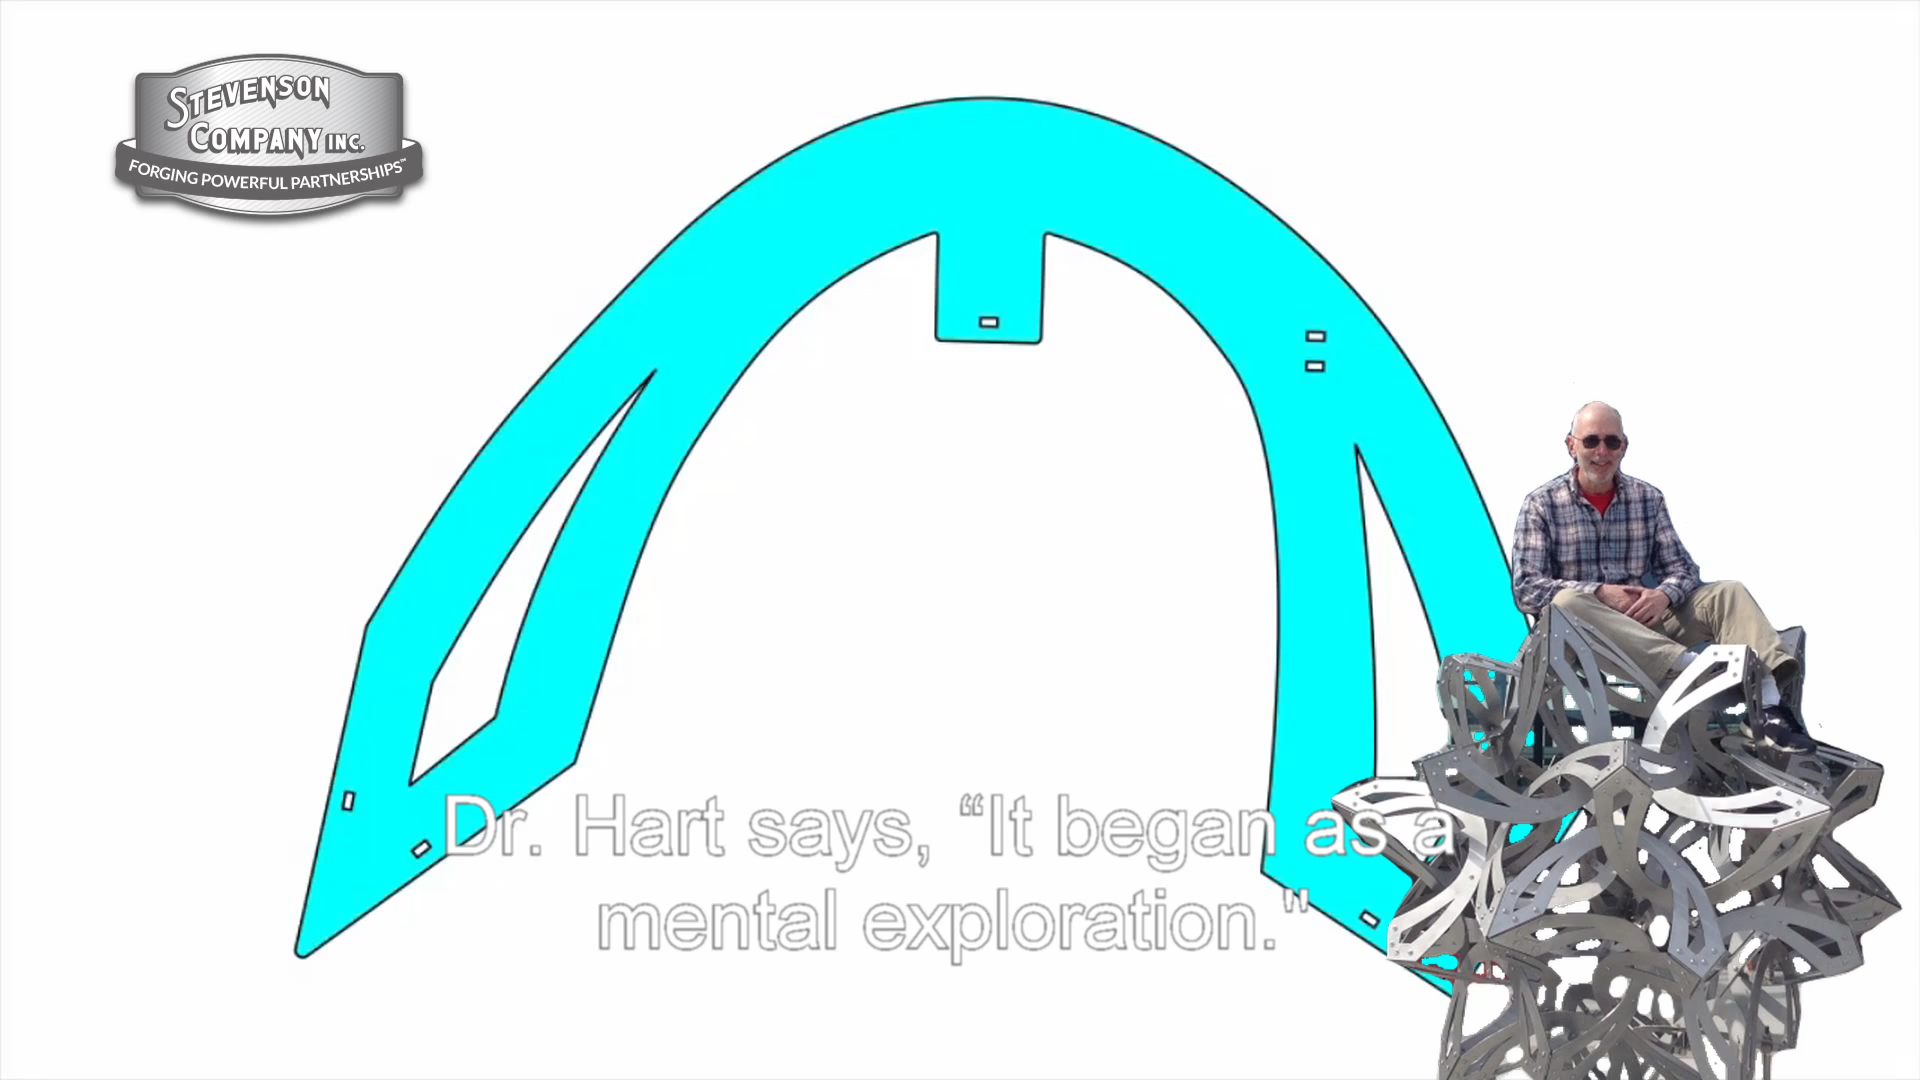 STEVENSON
COMPANY INC.
FORGING POWERFUL PARTNERSHIPS™
Dr. Hart says, “It began as a
mental exploration."